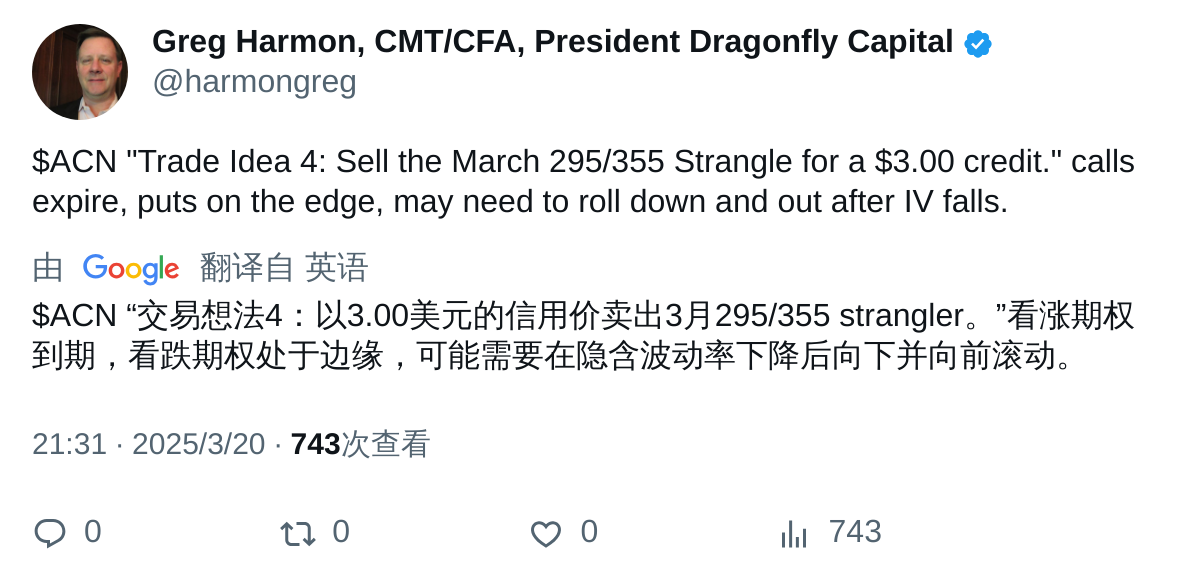 Greg Harmon, CMT/CFA, President Dragonfly Capital
@harmongreg
$ACN "Trade Idea 4: Sell the March 295/355 Strangle for a $3.00 credit." calls
expire, puts on the edge, may need to roll down and out after IV falls.
由 Google 翻译自 英语
$ACN “交易想法4：以3.00美元的信用价卖出3月295/355 strangler。”看涨期权
到期，看跌期权处于边缘，可能需要在隐含波动率下降后向下并向前滚动。
21:31 · 2025/3/20 · 743次查看
0 0 0 743